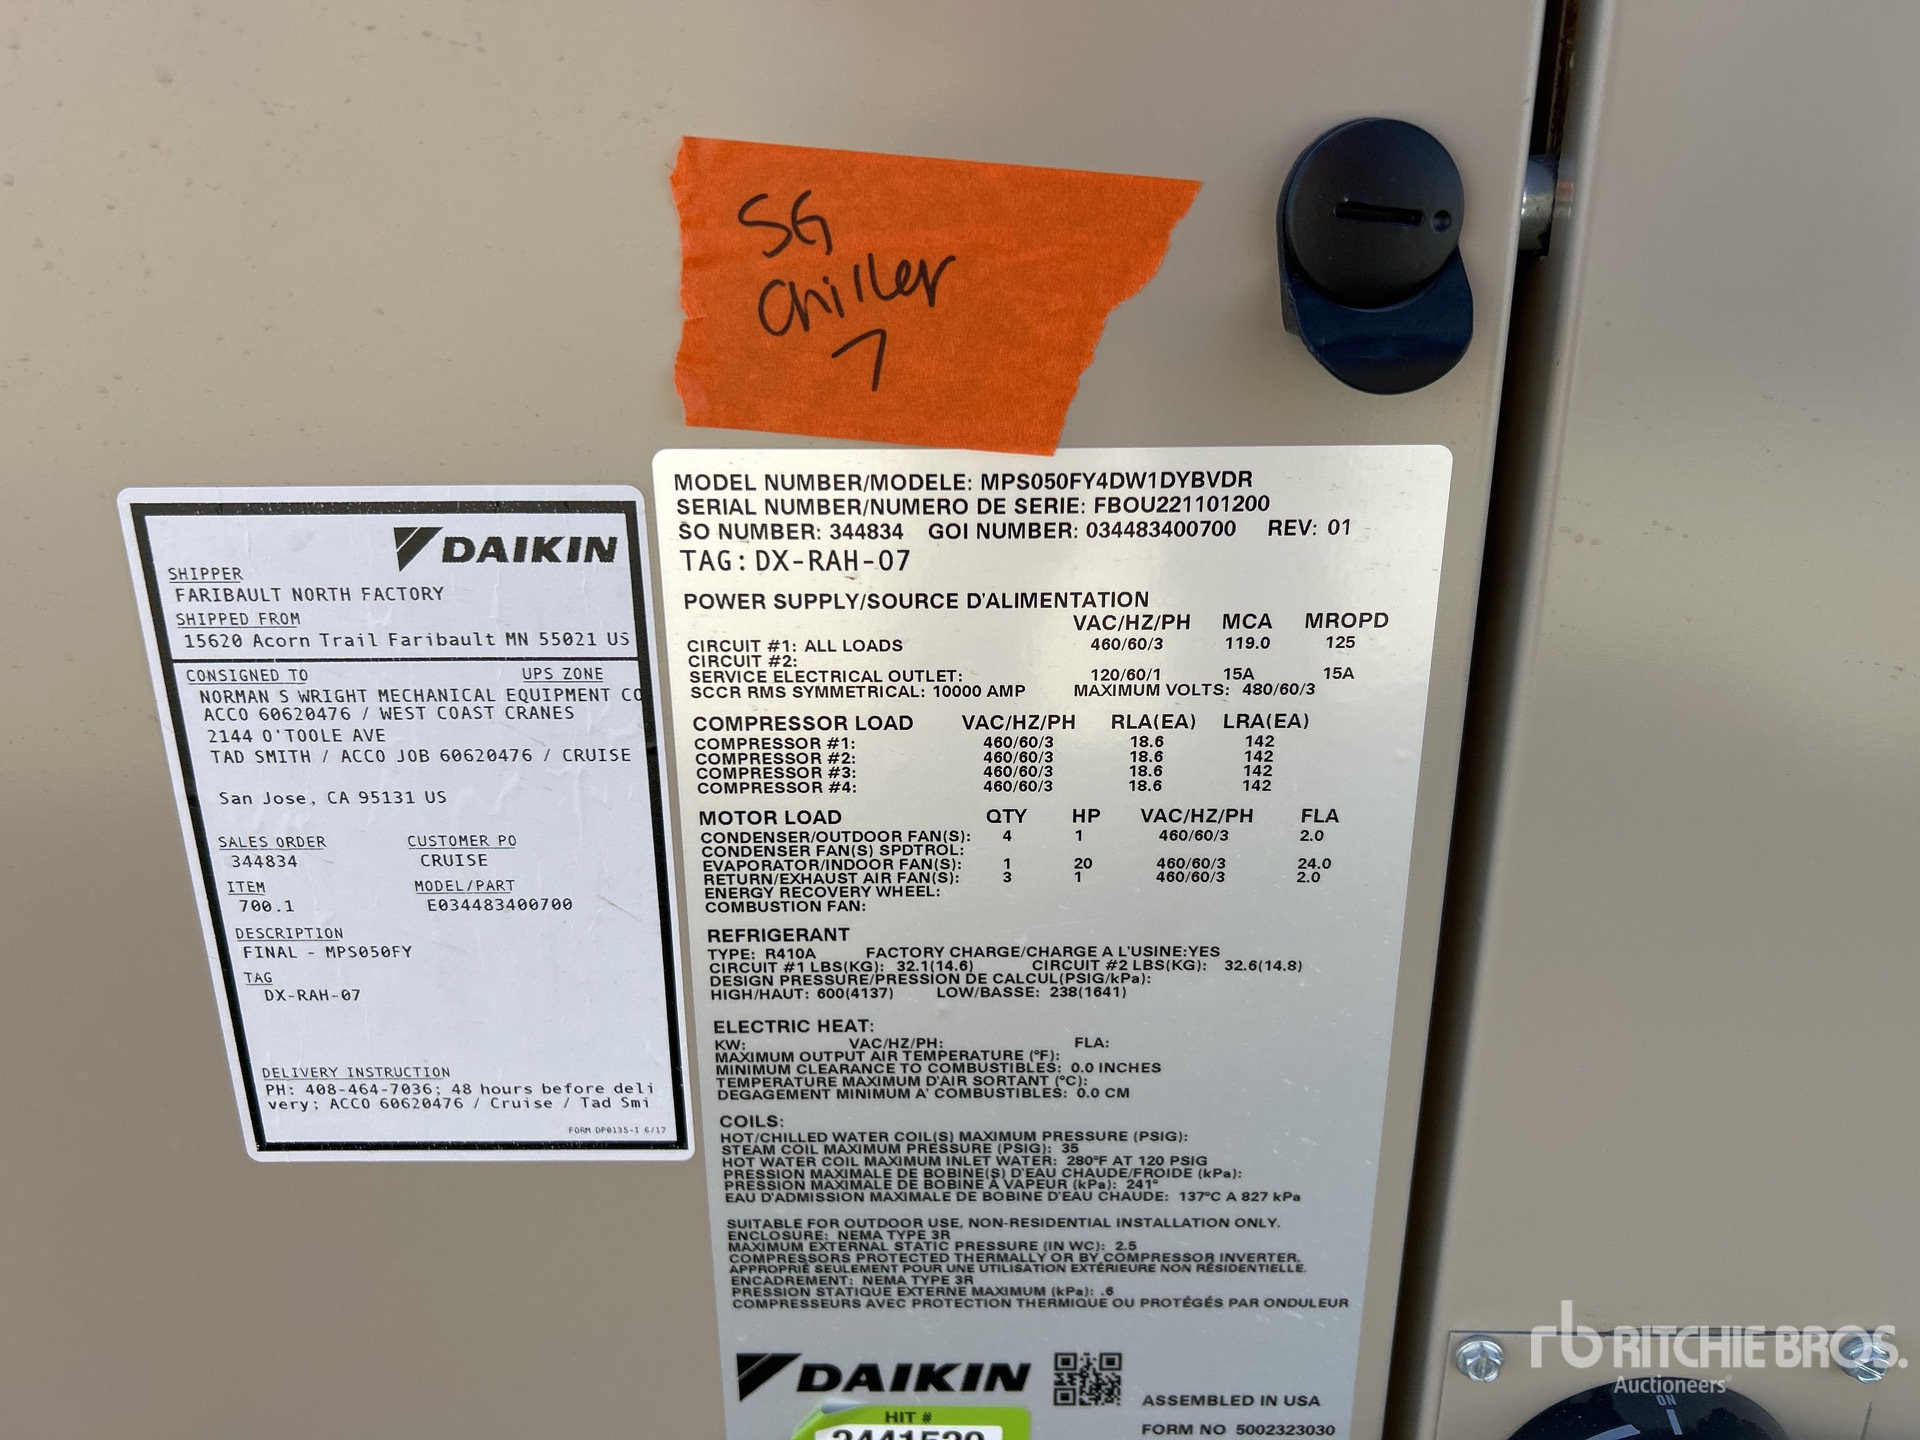 SG
Chiller
7
DAIKIN
SHIPPER
FARIBAULT NORTH FACTORY
SHIPPED FROM
15620 Acorn Trail Faribault MN 55021 US
CONSIGNED TO UPS ZONE
NORMAN S WRIGHT MECHANICAL EQUIPMENT CO
ACCO 60620476 / WEST COAST CRANES
2144 O'TOOLE AVE
TAD SMITH / ACCO JOB 60620476 / CRUISE
San Jose, CA 95131 US
SALES ORDER CUSTOMER PO
344834 CRUISE
ITEM MODEL/PART
700.1 E034483400700
DESCRIPTION
FINAL - MPS050FY
TAG
DX-RAH-07
DELIVERY INSTRUCTION
PH: 408-464-7036; 48 hours before deli
very; ACCO 60620476 / Cruise / Tad Smi
FORM DP0135-I 6/17
MODEL NUMBER/MODELE: MPS050FY4DW1DYBVDR
SERIAL NUMBER/NUMERO DE SERIE: FBOU221101200
SO NUMBER: 344834 GOI NUMBER: 034483400700 REV: 01
TAG: DX-RAH-07
POWER SUPPLY/SOURCE D'ALIMENTATION
VAC/HZ/PH MCA MROPD
CIRCUIT #1: ALL LOADS 460/60/3 119.0 125
CIRCUIT #2:
SERVICE ELECTRICAL OUTLET: 120/60/1 15A 15A
SCCR RMS SYMMETRICAL: 10000 AMP MAXIMUM VOLTS: 480/60/3
COMPRESSOR LOAD VAC/HZ/PH RLA(EA) LRA(EA)
COMPRESSOR #1: 460/60/3 18.6 142
COMPRESSOR #2: 460/60/3 18.6 142
COMPRESSOR #3: 460/60/3 18.6 142
COMPRESSOR #4: 460/60/3 18.6 142
MOTOR LOAD QTY HP VAC/HZ/PH FLA
CONDENSER/OUTDOOR FAN(S): 4 1 460/60/3 2.0
CONDENSER FAN(S) SPDTROL:
EVAPORATOR/INDOOR FAN(S): 1 20 460/60/3 24.0
RETURN/EXHAUST AIR FAN(S): 3 1 460/60/3 2.0
ENERGY RECOVERY WHEEL:
COMBUSTION FAN:
REFRIGERANT
TYPE: R410A FACTORY CHARGE/CHARGE A L'USINE:YES
CIRCUIT #1 LBS(KG): 32.1(14.6) CIRCUIT #2 LBS(KG): 32.6(14.8)
DESIGN PRESSURE/PRESSION DE CALCUL(PSIG/kPa):
HIGH/HAUT: 600(4137) LOW/BASSE: 238(1641)
ELECTRIC HEAT:
KW: VAC/HZ/PH: FLA:
MAXIMUM OUTPUT AIR TEMPERATURE (°F):
MINIMUM CLEARANCE TO COMBUSTIBLES: 0.0 INCHES
TEMPERATURE MAXIMUM D'AIR SORTANT (°C):
DEGAGEMENT MINIMUM A' COMBUSTIBLES: 0.0 CM
COILS:
HOT/CHILLED WATER COIL(S) MAXIMUM PRESSURE (PSIG):
STEAM COIL MAXIMUM PRESSURE (PSIG): 35
HOT WATER COIL MAXIMUM INLET WATER: 280°F AT 120 PSIG
PRESSION MAXIMALE DE BOBINE(S) D'EAU CHAUDE/FROIDE (kPa):
PRESSION MAXIMALE DE BOBINE À VAPEUR (kPa): 241°
EAU D'ADMISSION MAXIMALE DE BOBINE D'EAU CHAUDE: 137°C A 827 kPa
SUITABLE FOR OUTDOOR USE, NON-RESIDENTIAL INSTALLATION ONLY.
ENCLOSURE: NEMA TYPE 3R
MAXIMUM EXTERNAL STATIC PRESSURE (IN WC): 2.5
COMPRESSORS PROTECTED THERMALLY OR BY COMPRESSOR INVERTER.
APPROPRIÉ SEULEMENT POUR UNE UTILISATION EXTÉRIEURE NON RÉSIDENTIELLE.
ENCADREMENT: NEMA TYPE 3R
PRESSION STATIQUE EXTERNE MAXIMUM (kPa): .6
COMPRESSEURS AVEC PROTECTION THERMIQUE OU PROTÉGÉS PAR ONDULEUR
DAIKIN
ASSEMBLED IN USA
HIT #
FORM NO 5002323030
ON
rb RITCHIE BROS.
Auctioneers